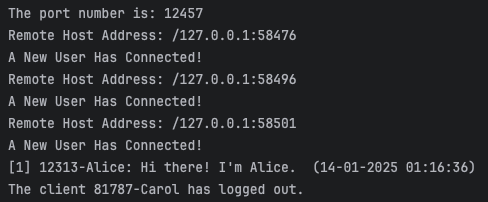 The port number is: 12457
Remote Host Address: /127.0.0.1:58476
A New User Has Connected!
Remote Host Address: /127.0.0.1:58496
A New User Has Connected!
Remote Host Address: /127.0.0.1:58501
A New User Has Connected!
[1] 12313-Alice: Hi there! I'm Alice.  (14-01-2025 01:16:36)
The client 81787-Carol has logged out.